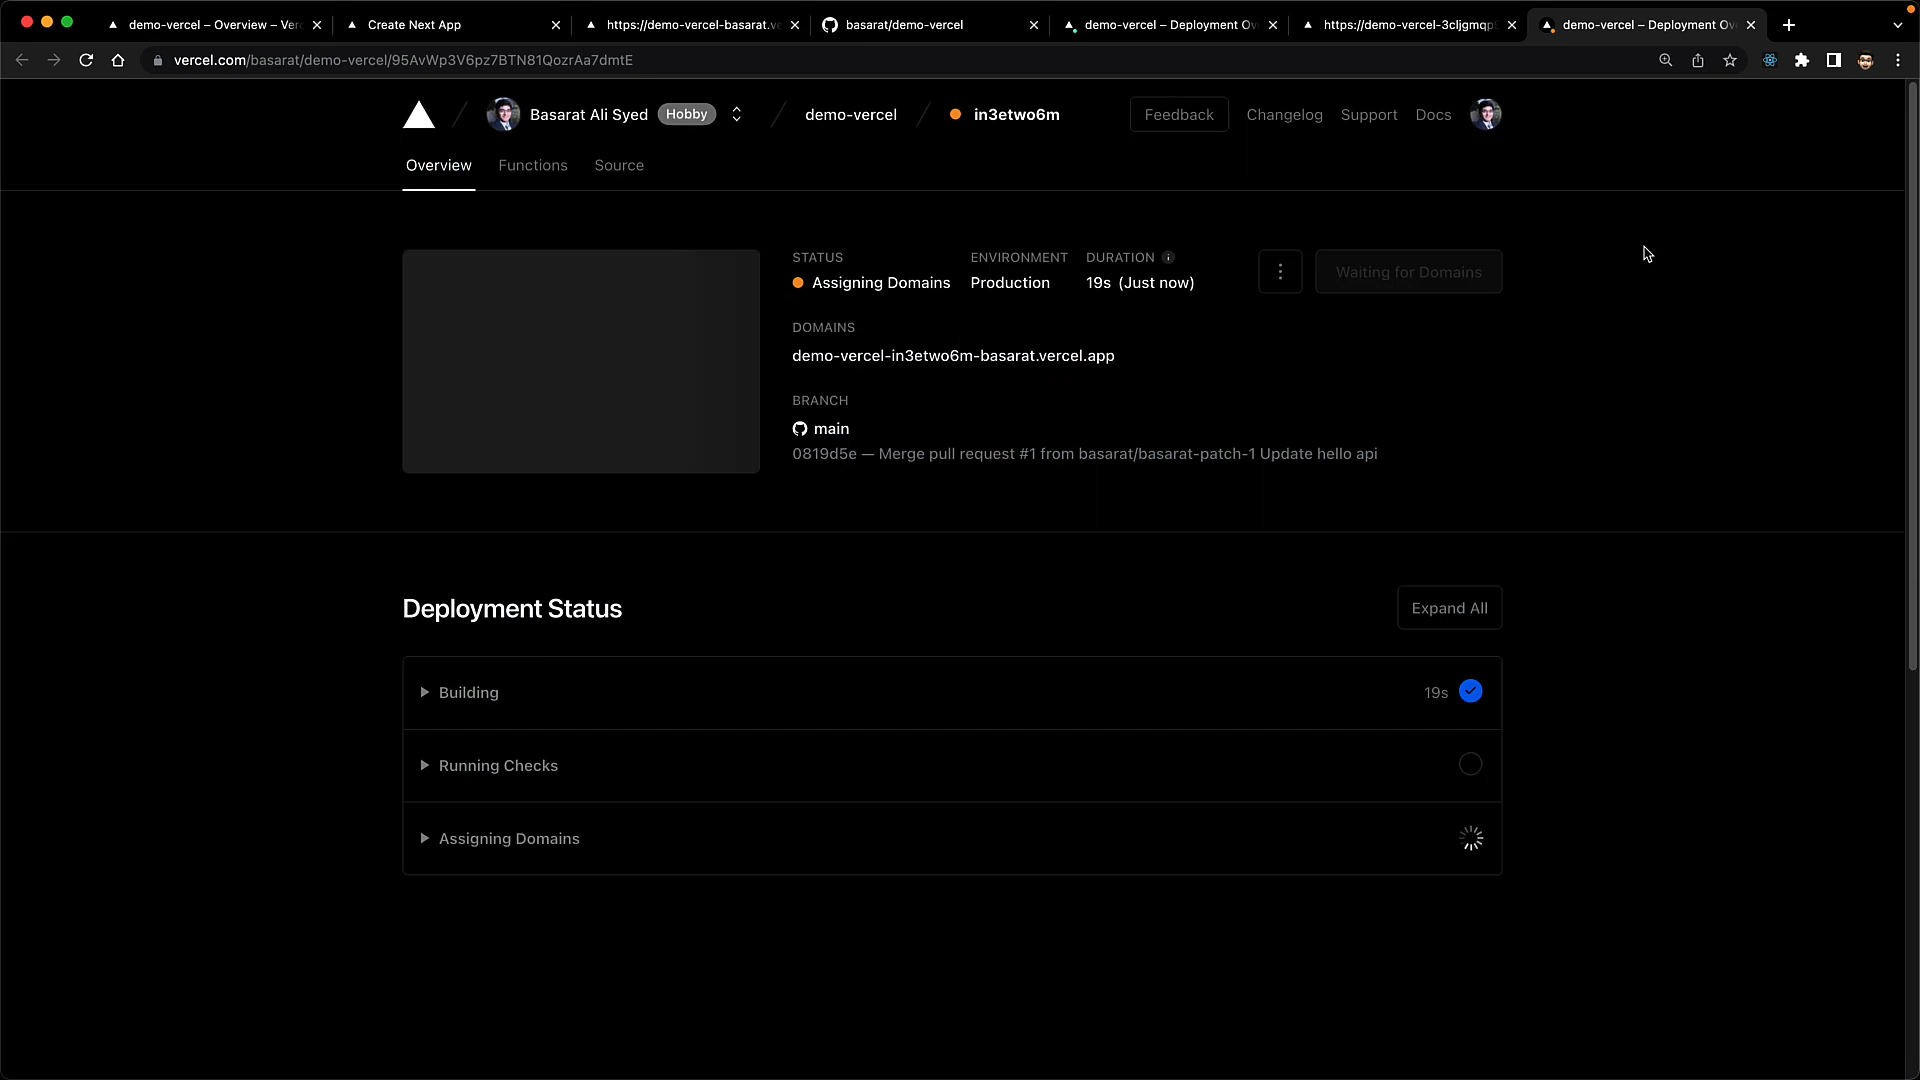 demo-vercel – Overview – Verc
Create Next App
https://demo-vercel-basarat.ve
basarat/demo-vercel
demo-vercel – Deployment Ov
https://demo-vercel-3cljgmqp
demo-vercel – Deployment Ov
vercel.com/basarat/demo-vercel/95AvWp3V6pz7BTN81QozrAa7dmtE
Basarat Ali Syed Hobby demo-vercel in3etwo6m Feedback Changelog Support Docs
Overview Functions Source
STATUS ENVIRONMENT DURATION
Assigning Domains Production 19s (Just now) Waiting for Domains
DOMAINS
demo-vercel-in3etwo6m-basarat.vercel.app
BRANCH
main
0819d5e — Merge pull request #1 from basarat/basarat-patch-1 Update hello api
Deployment Status Expand All
Building 19s
Running Checks
Assigning Domains